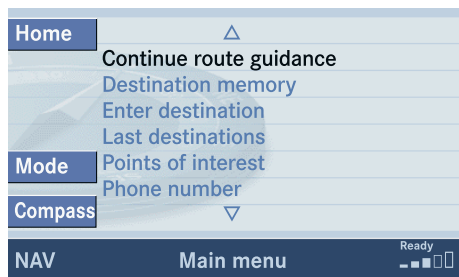 Home
Continue route guidance
Destination memory
Enter destination
Last destinations
Mode
Points of interest
Phone number
Compass
NAV
Main menu
Ready